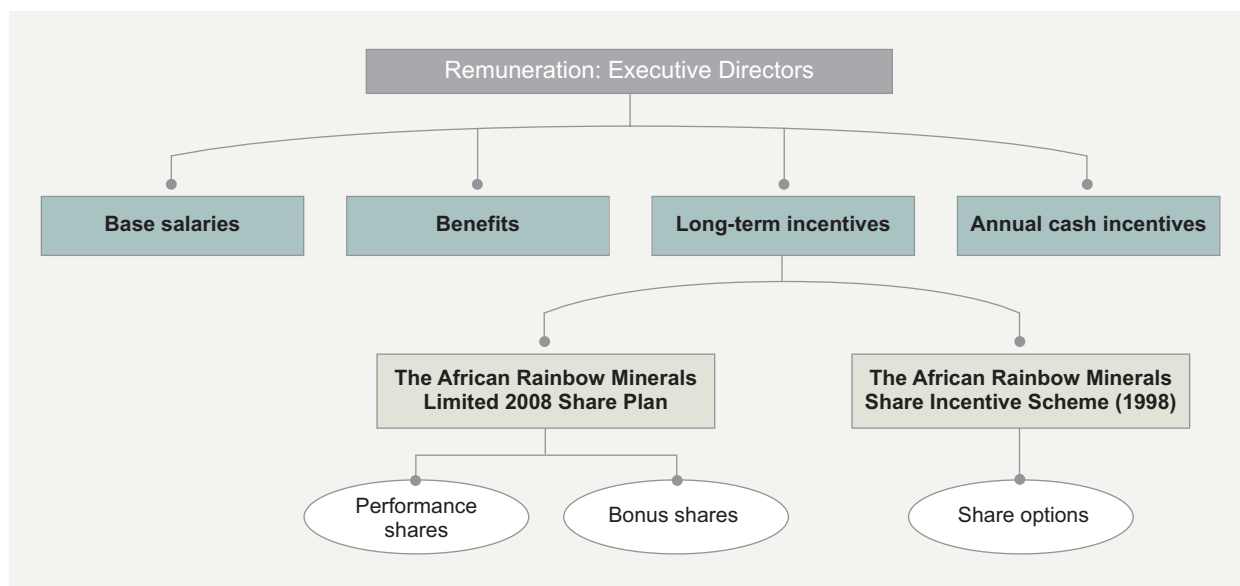 Remuneration: Executive Directors
Base salaries
Benefits
Long-term incentives
Annual cash incentives
The African Rainbow Minerals
Limited 2008 Share Plan
The African Rainbow Minerals
Share Incentive Scheme (1998)
Performance
shares
Bonus shares
Share options